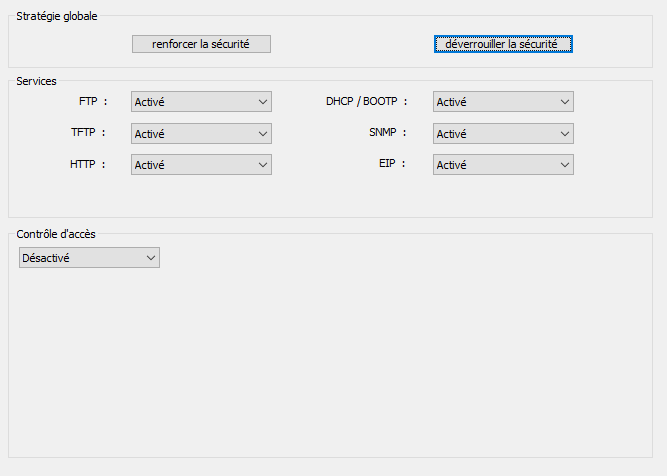 Stratégie globale
renforcer la sécurité déverrouiller la sécurité
Services
FTP : Activé DHCP / BOOTP : Activé
TFTP : Activé SNMP : Activé
HTTP : Activé EIP : Activé
Contrôle d'accès
Désactivé